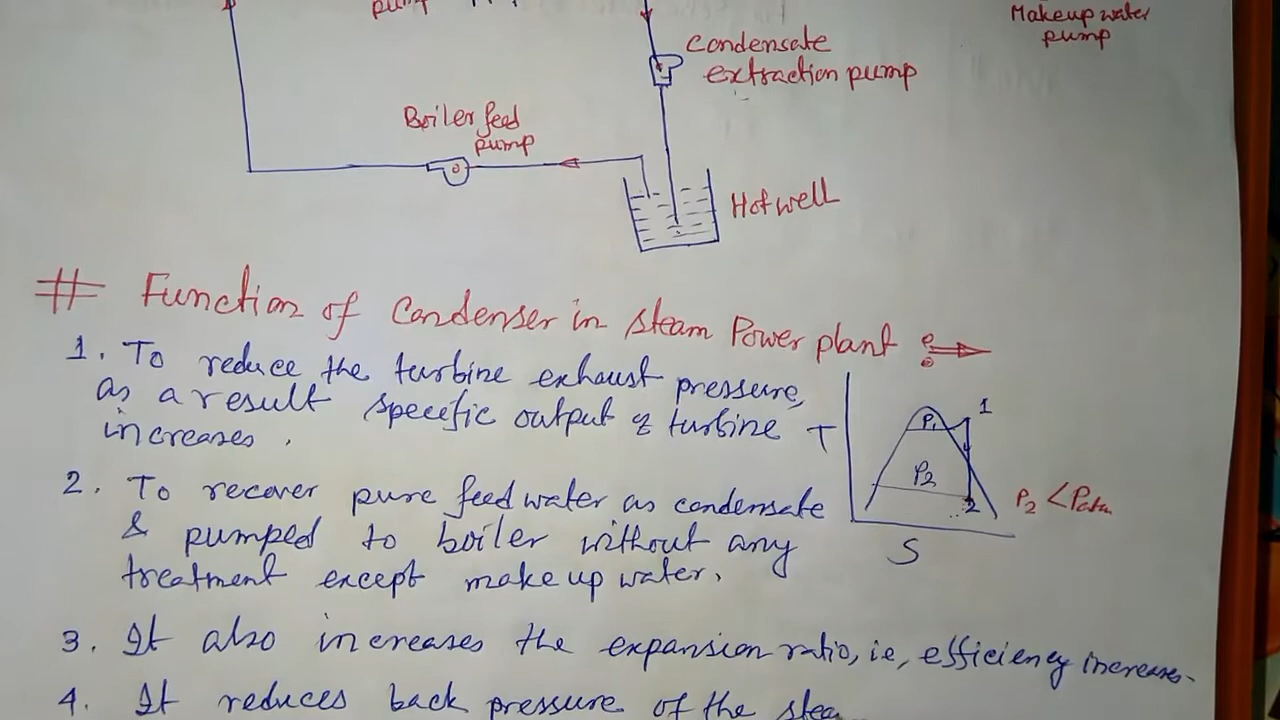 pump
Makeup water
pump
Condensate
extraction pump
Boiler feed
pump
Hotwell
# Function of Condenser in Steam Power plant :⇒
1. To reduce the turbine exhaust pressure,
as a result specific output & turbine
increases.
T
P1
1
P2
2
P2 < Patm
S
2. To recover pure feed water as condensate
& pumped to boiler without any
treatment except make up water.
3. It also increases the expansion ratio, ie, efficiency increases.
4. It reduces back pressure of the